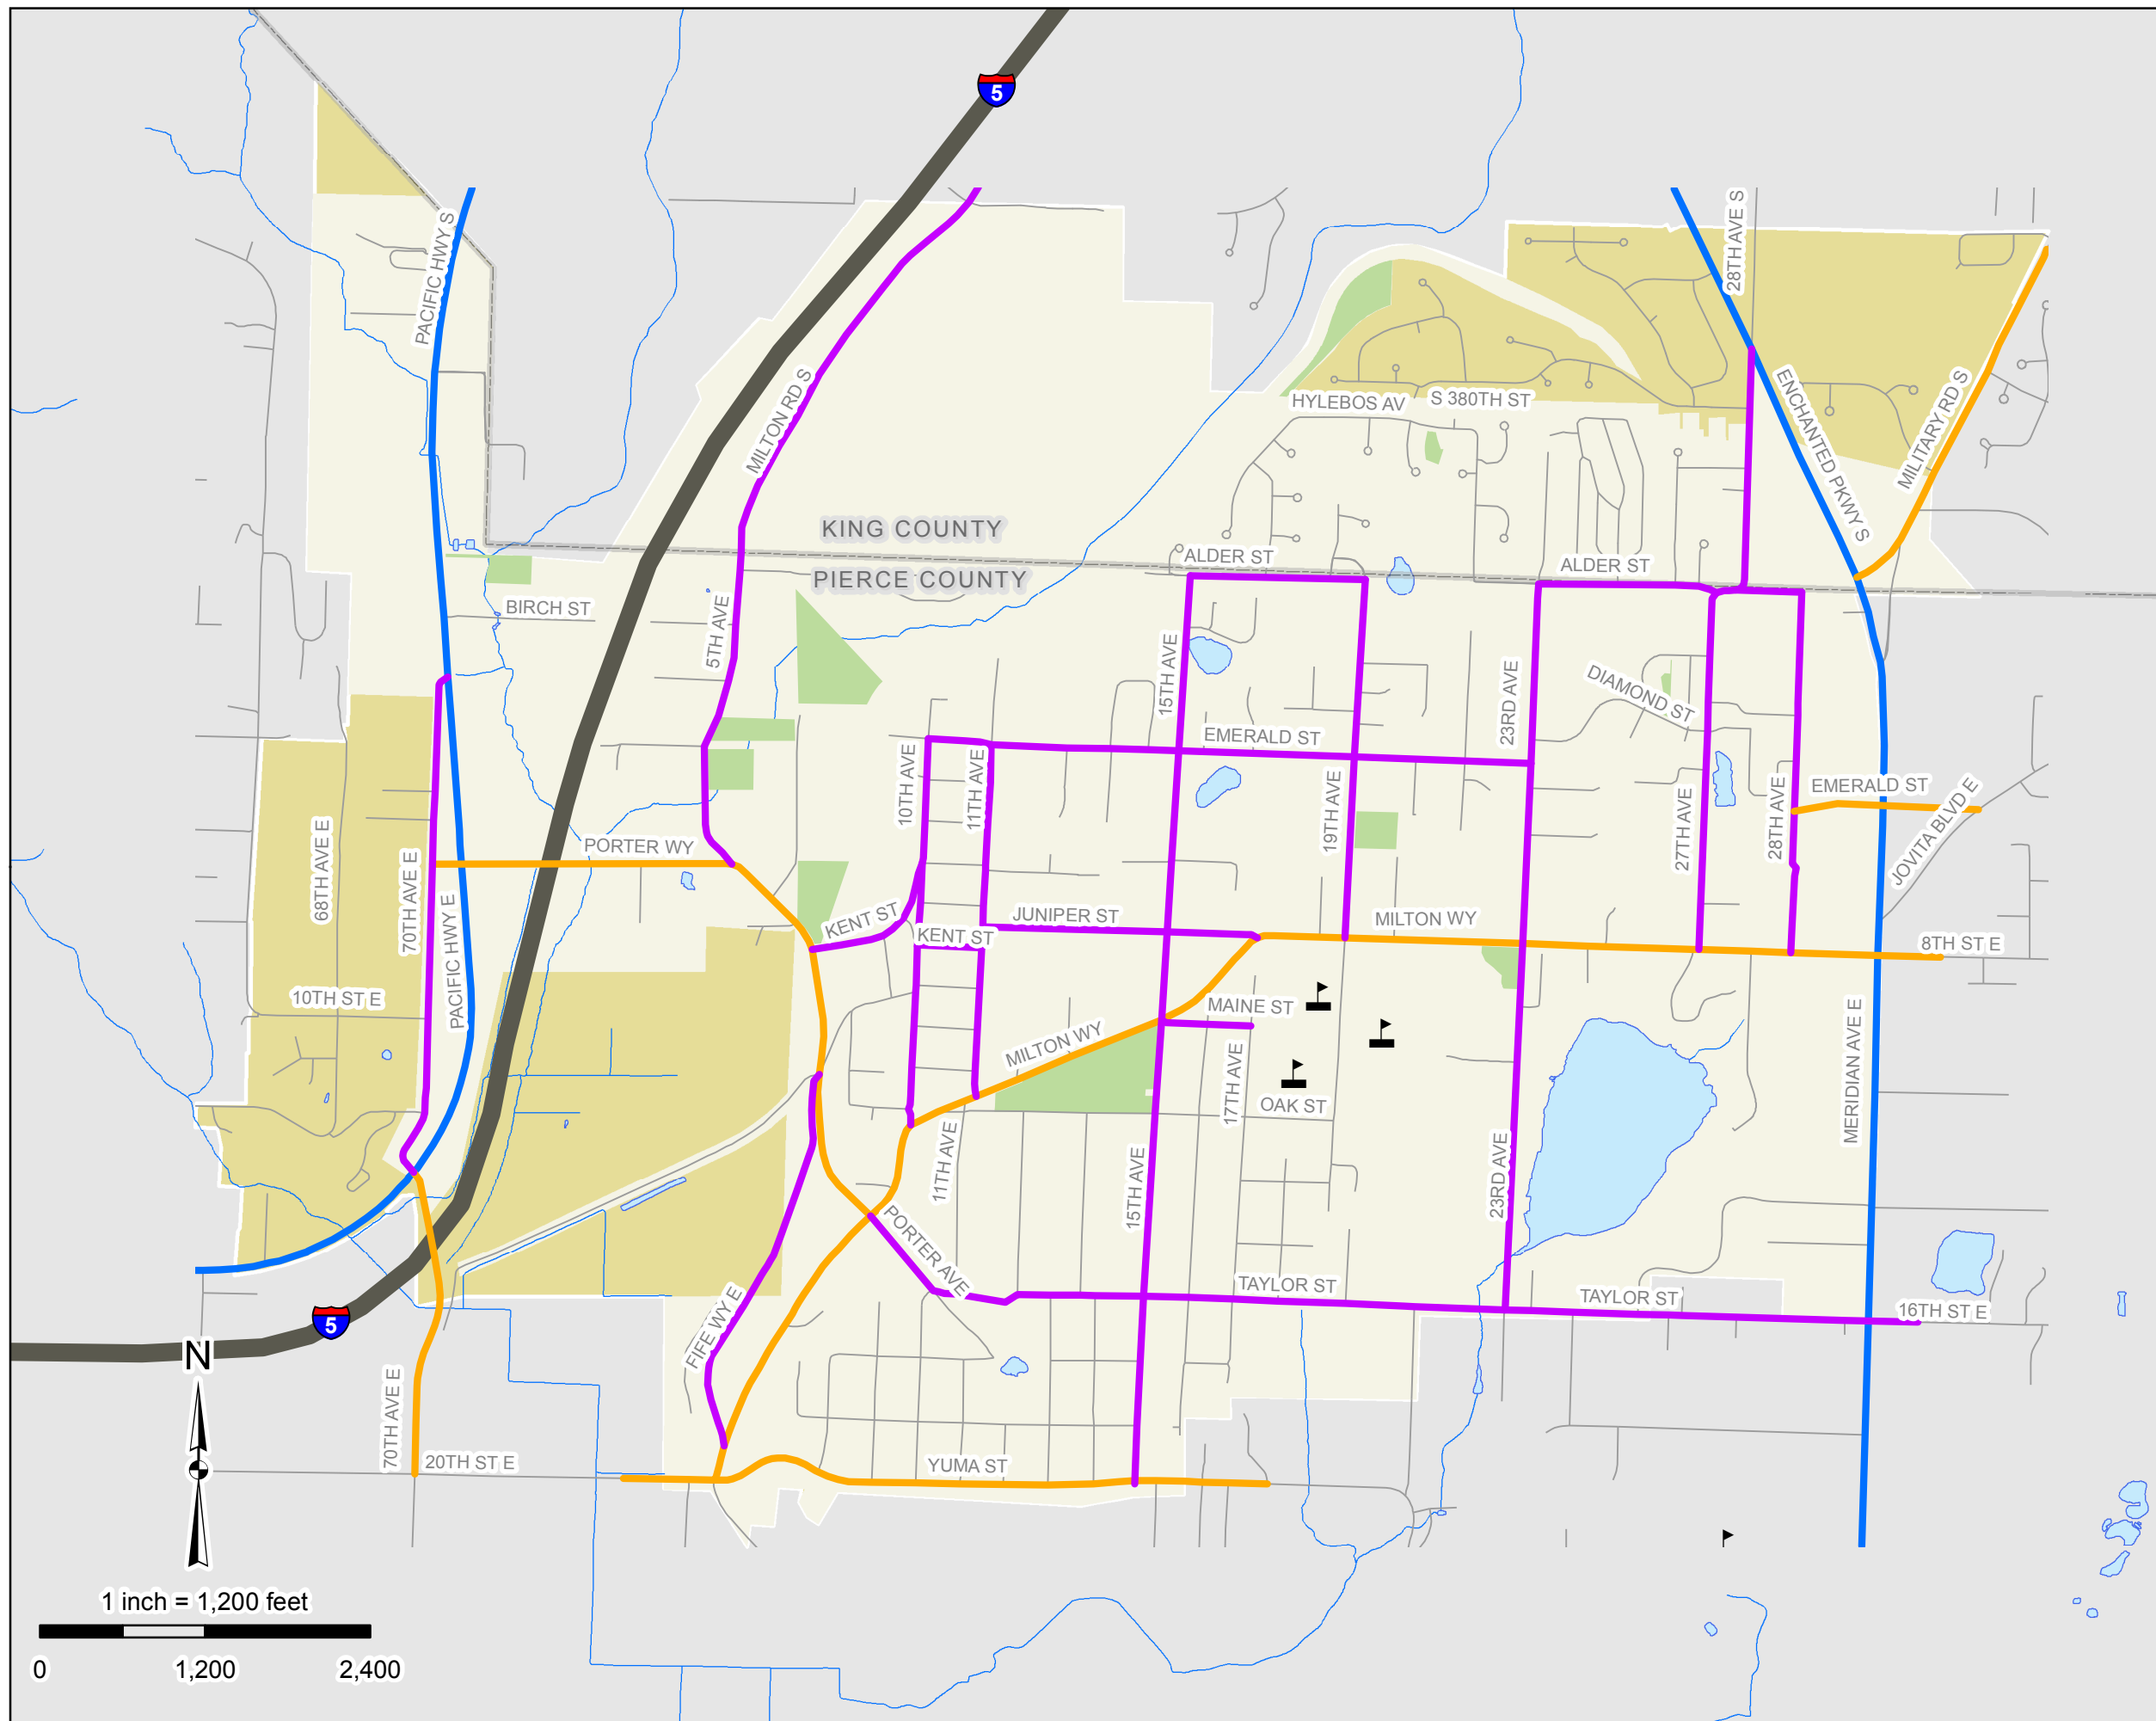 5
PACIFIC HWY S
28TH AVE S
MILTON RD S
HYLEBOS AV
S 380TH ST
ENCHANTED PKWY S
MILITARY RD S
KING COUNTY
PIERCE COUNTY
ALDER ST
ALDER ST
BIRCH ST
5TH AVE
15TH AVE
23RD AVE
DIAMOND ST
EMERALD ST
10TH AVE
11TH AVE
19TH AVE
27TH AVE
28TH AVE
EMERALD ST
JOVITA BLVD E
68TH AVE E
70TH AVE E
PORTER WY
PACIFIC HWY E
KENT ST
KENT ST
JUNIPER ST
MILTON WY
8TH ST E
10TH ST E
MILTON WY
MAINE ST
17TH AVE
OAK ST
MERIDIAN AVE E
11TH AVE
15TH AVE
23RD AVE
PORTER AVE
TAYLOR ST
TAYLOR ST
16TH ST E
FIFE WY E
5
N
70TH AVE E
20TH ST E
YUMA ST
1 inch = 1,200 feet
0 1,200 2,400